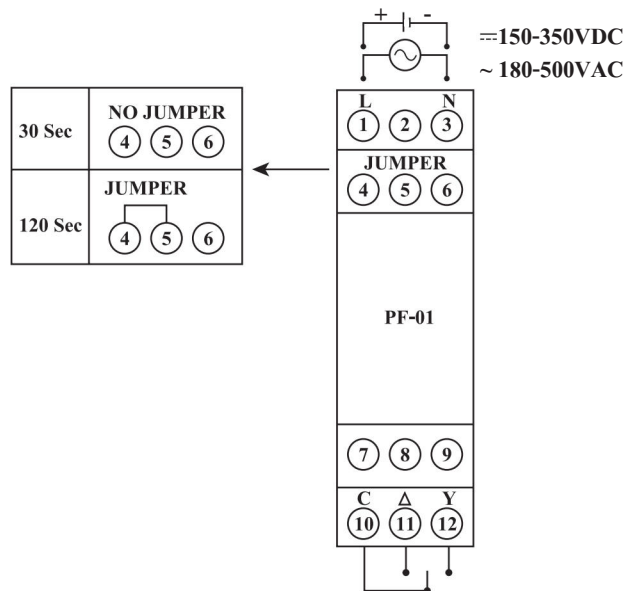 + -
⎓150-350VDC
~ 180-500VAC
L N
1 2 3
JUMPER
4 5 6
30 Sec
NO JUMPER
4 5 6
120 Sec
JUMPER
4 5 6
PF-01
7 8 9
C Δ Y
10 11 12